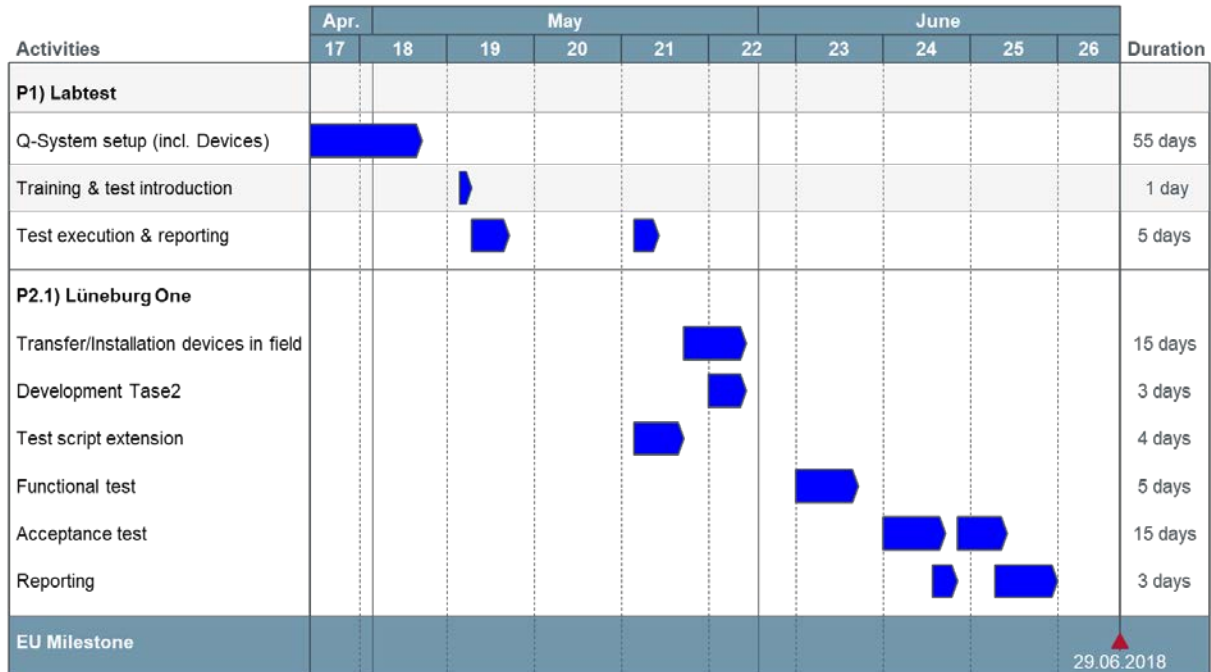 Apr. May June
Activities 17 18 19 20 21 22 23 24 25 26 Duration
P1) Labtest
Q-System setup (incl. Devices) 55 days
Training & test introduction 1 day
Test execution & reporting 5 days
P2.1) Lüneburg One
Transfer/Installation devices in field 15 days
Development Tase2 3 days
Test script extension 4 days
Functional test 5 days
Acceptance test 15 days
Reporting 3 days
EU Milestone
29.06.2018